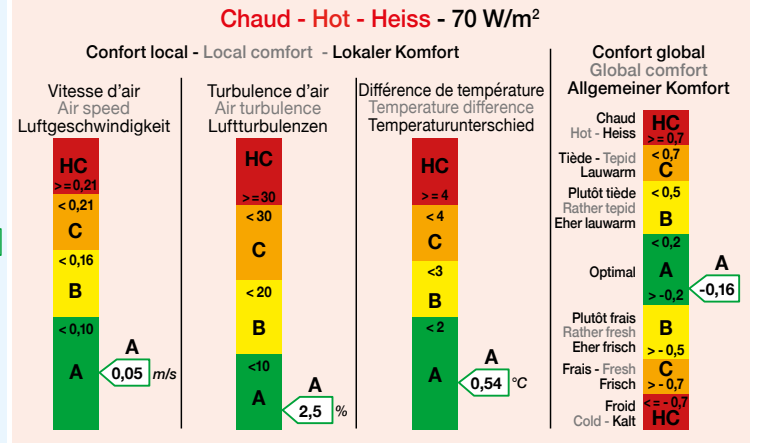 Chaud - Hot - Heiss - 70 W/m²
Confort local - Local comfort - Lokaler Komfort
Vitesse d'air
Air speed
Luftgeschwindigkeit
HC
>=0,21
<0,21
C
<0,16
B
<0,10
A
A
0,05 m/s
Turbulence d'air
Air turbulence
Luftturbulenzen
HC
>=30
<30
C
<20
B
<10
A
A
2,5 %
Différence de température
Temperature difference
Temperaturunterschied
HC
>=4
<4
C
<3
B
<2
A
A
0,54 °C
Confort global
Global comfort
Allgemeiner Komfort
Chaud
Hot - Heiss
HC
>=0,7
Tiède - Tepid
Lauwarm
<0,7
C
Plutôt tiède
Rather tepid
Eher lauwarm
<0,5
B
<0,2
Optimal
A
>-0,2
A
-0,16
Plutôt frais
Rather fresh
Eher frisch
B
>-0,5
Frais - Fresh
Frisch
C
>-0,7
Froid
Cold - Kalt
<=-0,7
HC